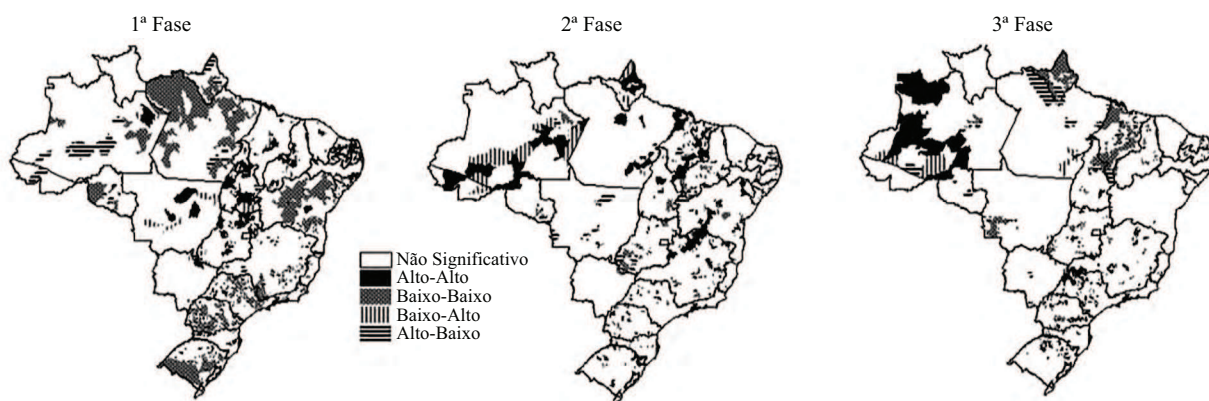 1ª Fase
2ª Fase
3ª Fase
Não Significativo
Alto-Alto
Baixo-Baixo
Baixo-Alto
Alto-Baixo